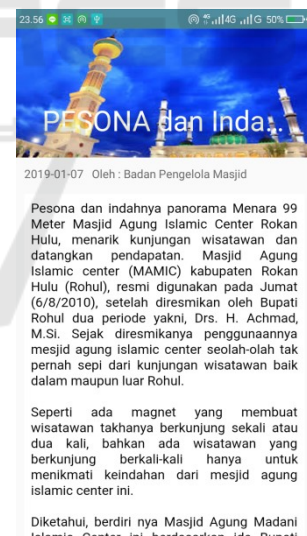 23.56 4G G 50%
PESONA dan Inda...
2019-01-07 Oleh : Badan Pengelola Masjid
Pesona dan indahnya panorama Menara 99
Meter Masjid Agung Islamic Center Rokan
Hulu, menarik kunjungan wisatawan dan
datangkan pendapatan. Masjid Agung
Islamic center (MAMIC) kabupaten Rokan
Hulu (Rohul), resmi digunakan pada Jumat
(6/8/2010), setelah diresmikan oleh Bupati
Rohul dua periode yakni, Drs. H. Achmad,
M.Si. Sejak diresmikanya penggunaannya
mesjid agung islamic center seolah-olah tak
pernah sepi dari kunjungan wisatawan baik
dalam maupun luar Rohul.
Seperti ada magnet yang membuat
wisatawan takhanya berkunjung sekali atau
dua kali, bahkan ada wisatawan yang
berkunjung berkali-kali hanya untuk
menikmati keindahan dari mesjid agung
islamic center ini.
Diketahui, berdiri nya Masjid Agung Madani
Islamic Center ini berdasarkan ide Bupati